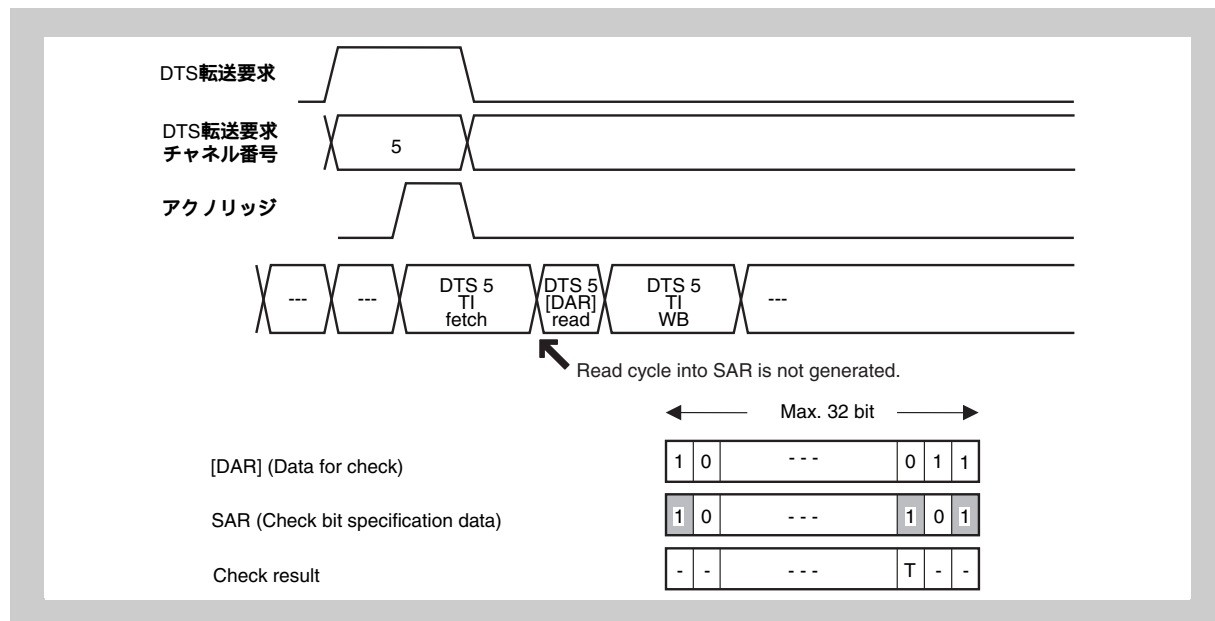 DTS転送要求
DTS転送要求
チャネル番号
5
アクノリッジ
--- --- DTS 5 TI fetch DTS 5 [DAR] read DTS 5 TI WB ---
Read cycle into SAR is not generated.
Max. 32 bit
[DAR] (Data for check) 1 0 - - - 0 1 1
SAR (Check bit specification data) 1 0 - - - 1 0 1
Check result - - - - - T - -